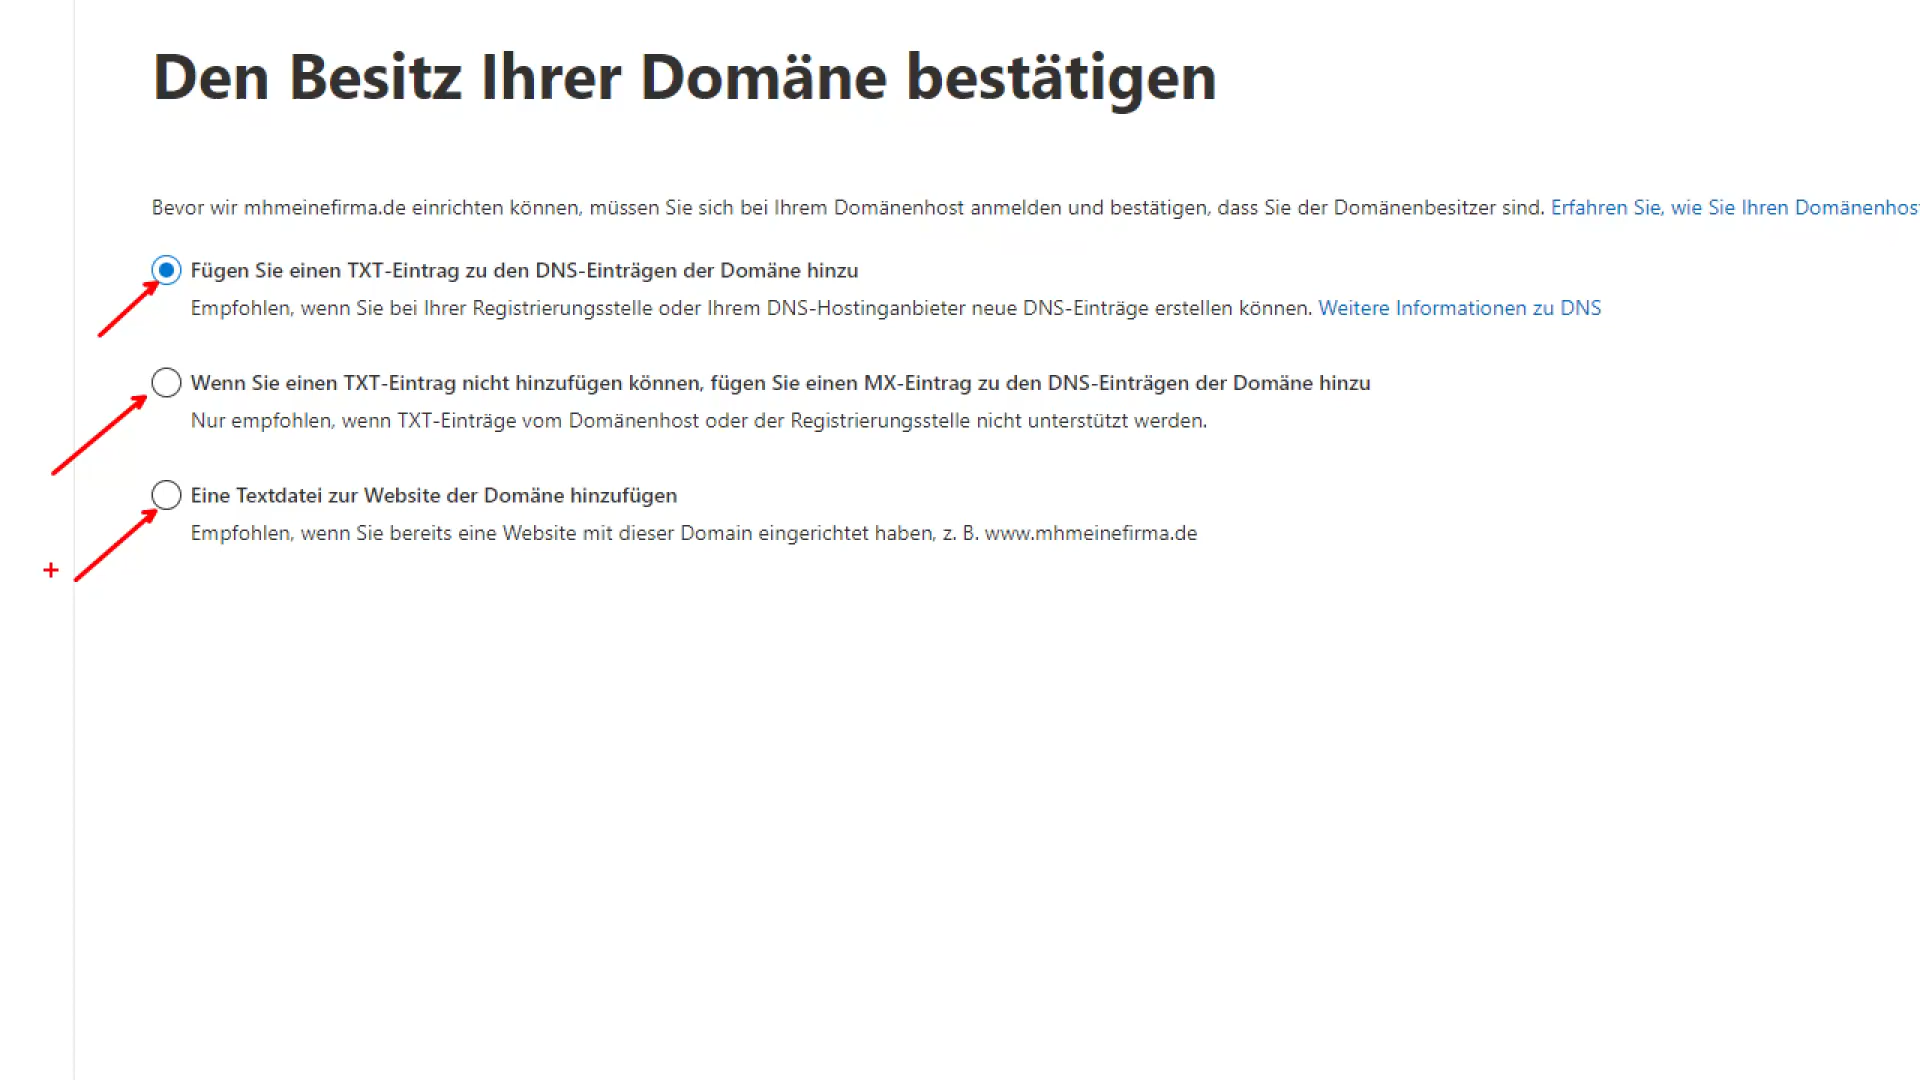 Den Besitz Ihrer Domäne bestätigen
Bevor wir mhmeinefirma.de einrichten können, müssen Sie sich bei Ihrem Domänenhost anmelden und bestätigen, dass Sie der Domänenbesitzer sind. Erfahren Sie, wie Sie Ihren Domänenhost
Fügen Sie einen TXT-Eintrag zu den DNS-Einträgen der Domäne hinzu
Empfohlen, wenn Sie bei Ihrer Registrierungsstelle oder Ihrem DNS-Hostinganbieter neue DNS-Einträge erstellen können. Weitere Informationen zu DNS
Wenn Sie einen TXT-Eintrag nicht hinzufügen können, fügen Sie einen MX-Eintrag zu den DNS-Einträgen der Domäne hinzu
Nur empfohlen, wenn TXT-Einträge vom Domänenhost oder der Registrierungsstelle nicht unterstützt werden.
Eine Textdatei zur Website der Domäne hinzufügen
Empfohlen, wenn Sie bereits eine Website mit dieser Domain eingerichtet haben, z. B. www.mhmeinefirma.de